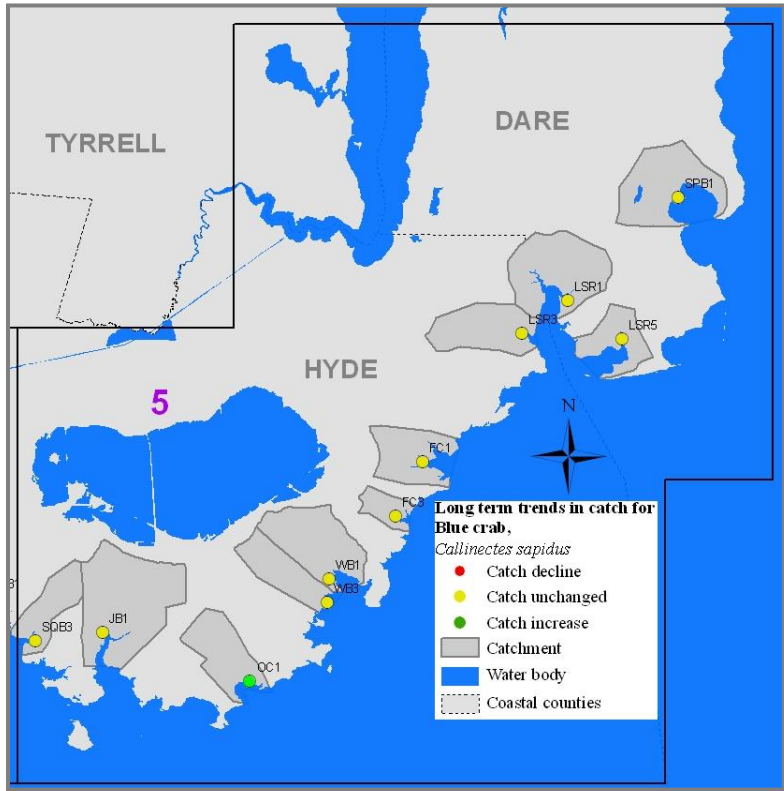 DARE
TYRRELL
SPB1
LSR1
LSR3
LSR5
HYDE
5
N
FC1
FC3
Long term trends in catch for
Blue crab,
Callinectes sapidus
Catch decline
Catch unchanged
Catch increase
Catchment
Water body
Coastal counties
WB1
WB3
SQB3
JB1
OC1